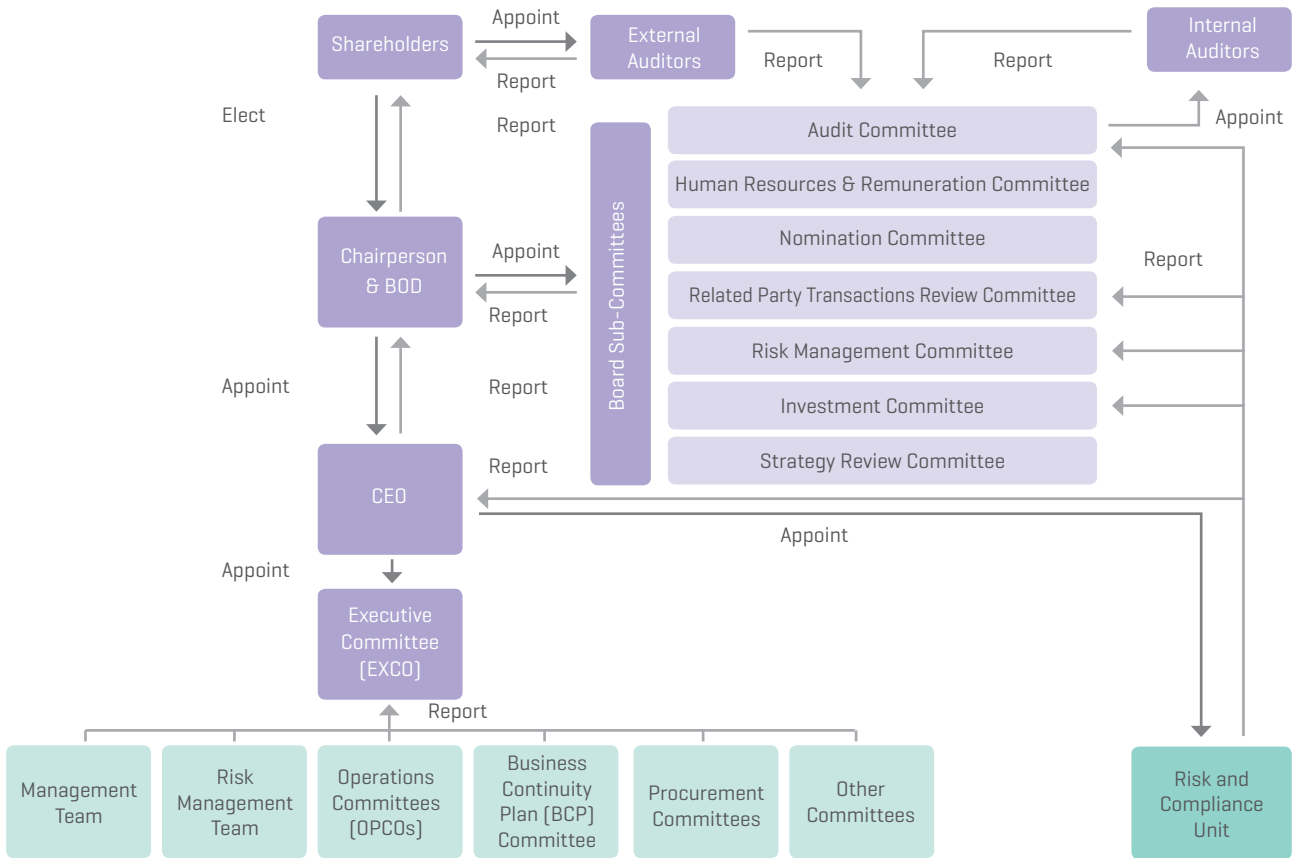 Appoint
Shareholders
External
Auditors
Internal
Auditors
Report
Report
Report
Elect
Report
Audit Committee
Appoint
Human Resources & Remuneration Committee
Board Sub-Committees
Nomination Committee
Chairperson
& BOD
Appoint
Report
Related Party Transactions Review Committee
Report
Risk Management Committee
Appoint
Report
Investment Committee
Strategy Review Committee
Report
CEO
Appoint
Appoint
Executive
Committee
(EXCO)
Report
Management
Team
Risk
Management
Team
Operations
Committees
(OPCOs)
Business
Continuity
Plan (BCP)
Committee
Procurement
Committees
Other
Committees
Risk and
Compliance
Unit